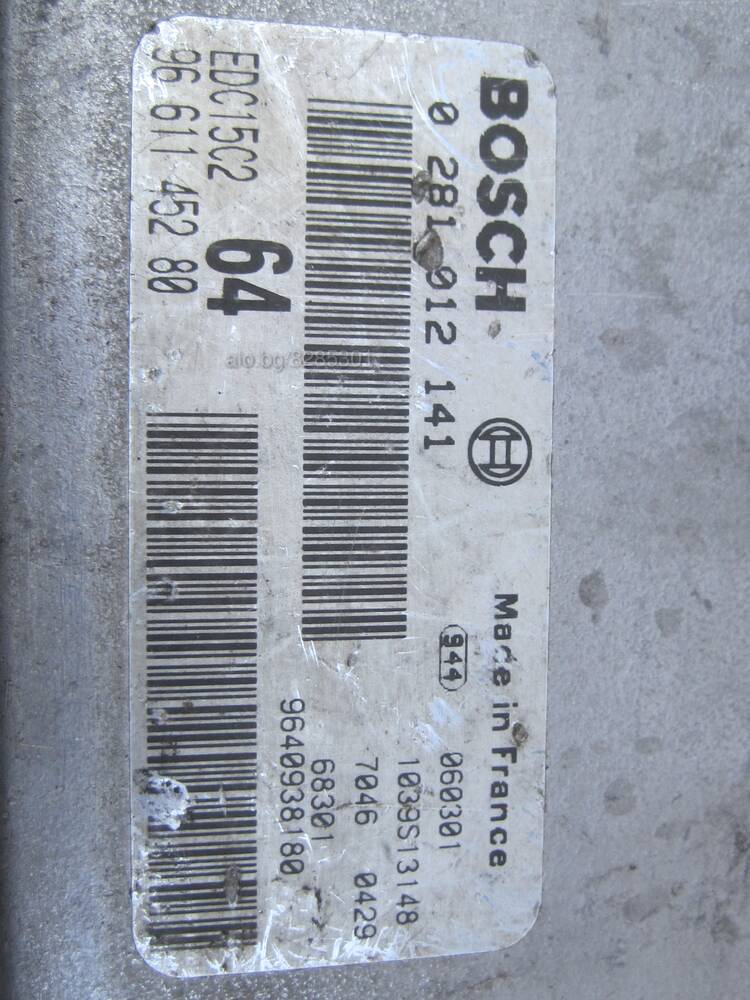 BOSCH
Made in France
0 281 012 141
944
060301
1039S13148
7046 0429
68301
9640938180
64
EDC15C2
96 611 452 80